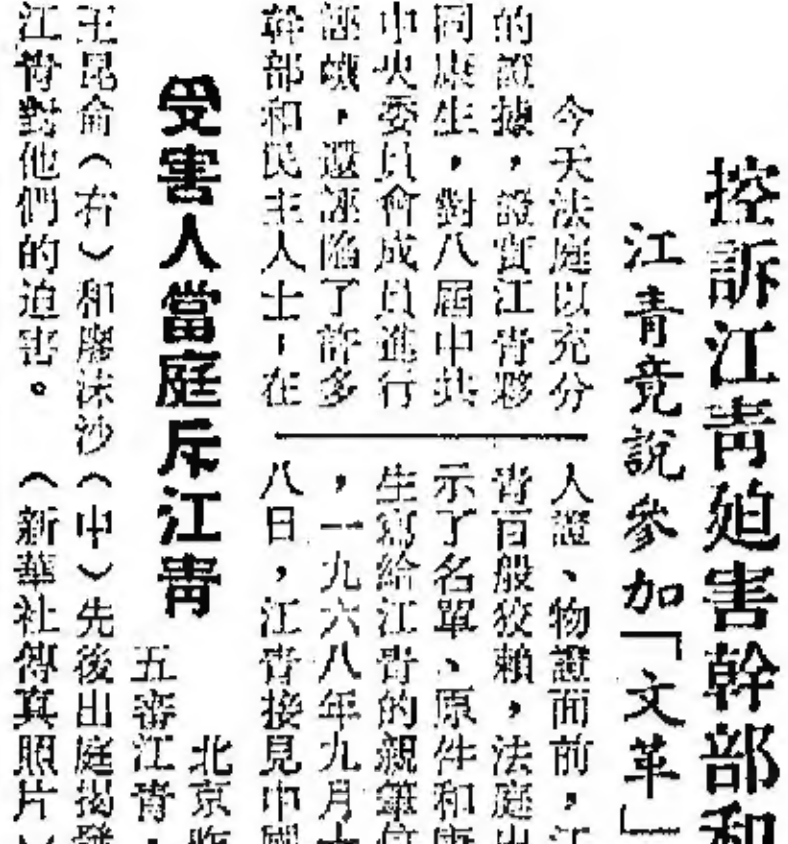 控訴江青廹害幹部和
江青竟說參加「文革」
今天法庭以充分
的證據，證實江青夥
同康生，對八屆中共
中央委員會成員進行
誣衊，還誣陷了許多
幹部和民主人士！在
人證、物證面前，江
青百般狡賴，法庭出
示了名單、原件和康
生寫給江青的親筆信
，一九六八年九月十
八日，江青接見中國
受害人當庭斥江青
北京
五審江青，
王昆侖（右）和廖沫沙（中）先後出庭揭發
江青對他們的迫害。（新華社傳真照片）